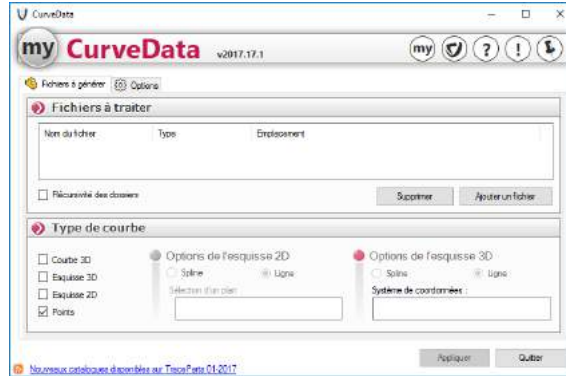 CurveData
my CurveData v2017.17.1
my ? !
Fichiers à générer Options
Fichiers à traiter
Nom du fichier Type Emplacement
Récursivité des dossiers Supprimer Ajouter un fichier
Type de courbe
Courbe 3D
Esquisse 3D
Esquisse 2D
Points
Options de l'esquisse 2D
Spline Ligne
Sélection d'un plan
Options de l'esquisse 3D
Spline Ligne
Système de coordonnées :
Appliquer Quitter
Nouveaux catalogues disponibles sur TraceParts 01-2017